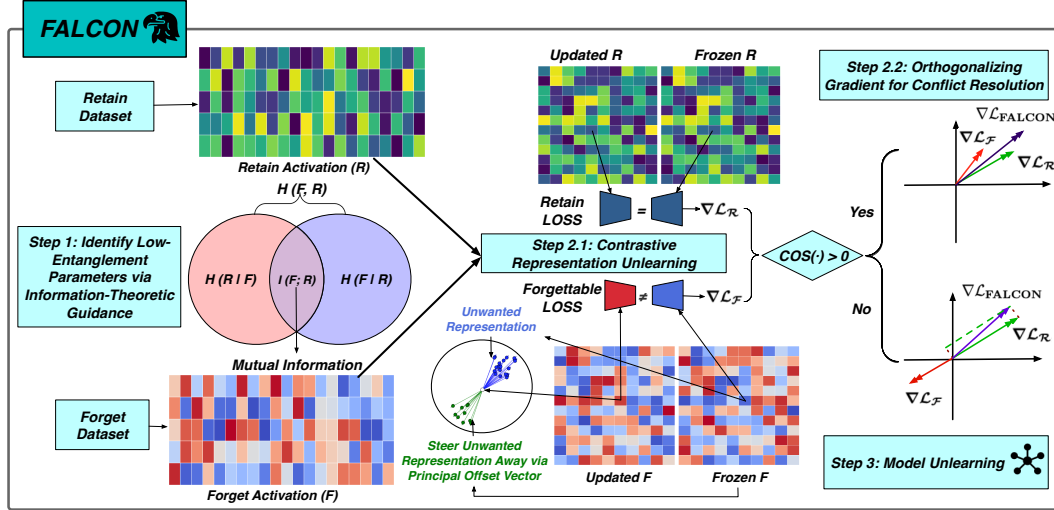 FALCON
Retain
Dataset
Retain Activation (R)
H (F, R)
Step 1: Identify Low-
Entanglement
Parameters via
Information-Theoretic
Guidance
H (R I F)
I (F; R)
H (F I R)
Mutual Information
Forget
Dataset
Forget Activation (F)
Updated R
Frozen R
Retain
LOSS
=
∇ℒ_ℛ
Step 2.1: Contrastive
Representation Unlearning
Forgettable
LOSS
≠
∇ℒ_ℱ
Unwanted
Representation
Steer Unwanted
Representation Away via
Principal Offset Vector
Updated F
Frozen F
COS(·) > 0
Yes
No
Step 2.2: Orthogonalizing
Gradient for Conflict Resolution
∇ℒ_FALCON
∇ℒ_ℱ
∇ℒ_ℛ
∇ℒ_FALCON
∇ℒ_ℛ
∇ℒ_ℱ
Step 3: Model Unlearning